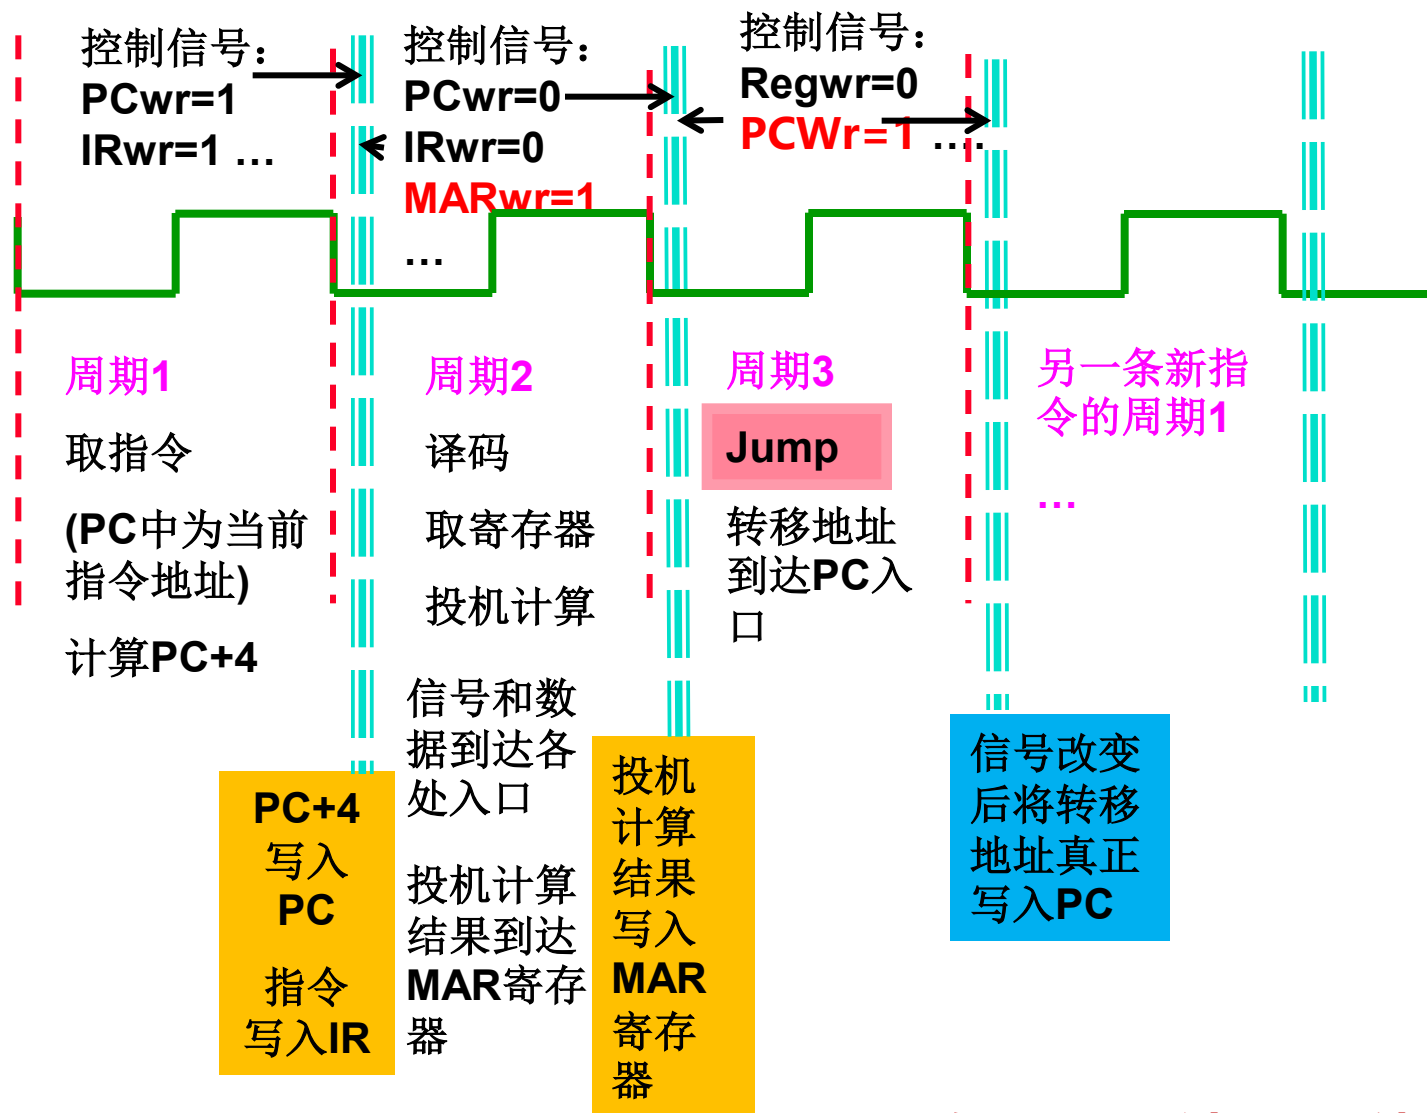 控制信号：
PCwr=1
IRwr=1 …
控制信号：
PCwr=0
IRwr=0
MARwr=1
…
控制信号：
Regwr=0
PCWr=1 ….
周期1
取指令
(PC中为当前
指令地址)
计算PC+4
周期2
译码
取寄存器
投机计算
信号和数
据到达各
处入口
投机计算
结果到达
MAR寄存
器
周期3
Jump
转移地址
到达PC入
口
另一条新指
令的周期1
…
PC+4
写入
PC
指令
写入IR
投机
计算
结果
写入
MAR
寄存
器
信号改变
后将转移
地址真正
写入PC